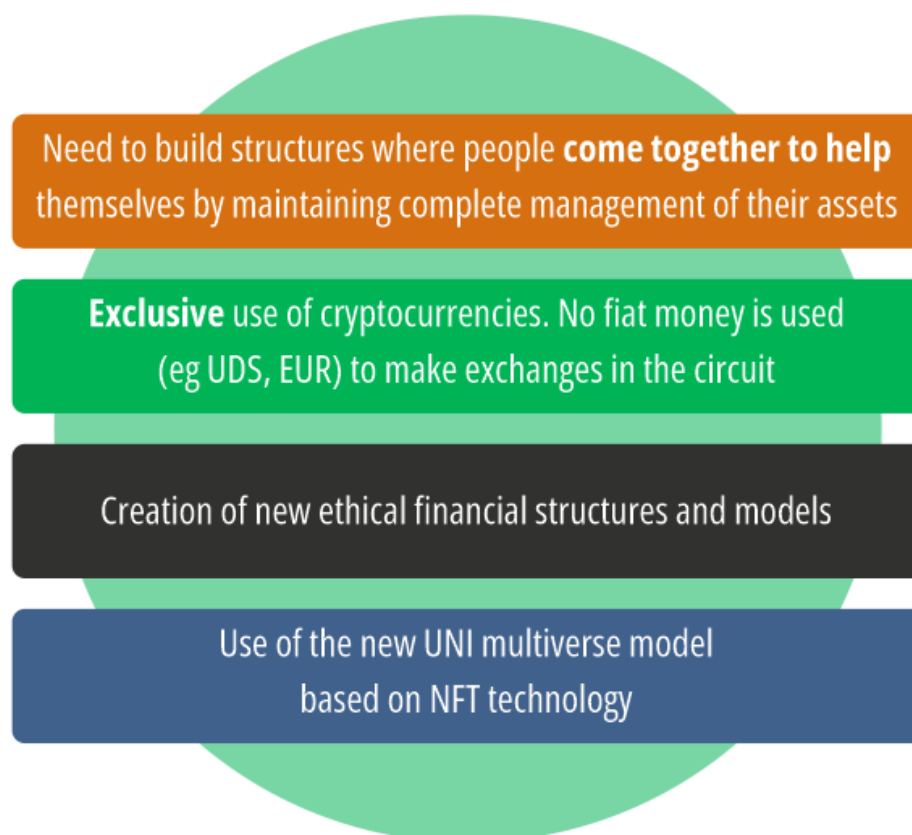 Need to build structures where people come together to help
themselves by maintaining complete management of their assets
Exclusive use of cryptocurrencies. No fiat money is used
(eg UDS, EUR) to make exchanges in the circuit
Creation of new ethical financial structures and models
Use of the new UNI multiverse model
based on NFT technology